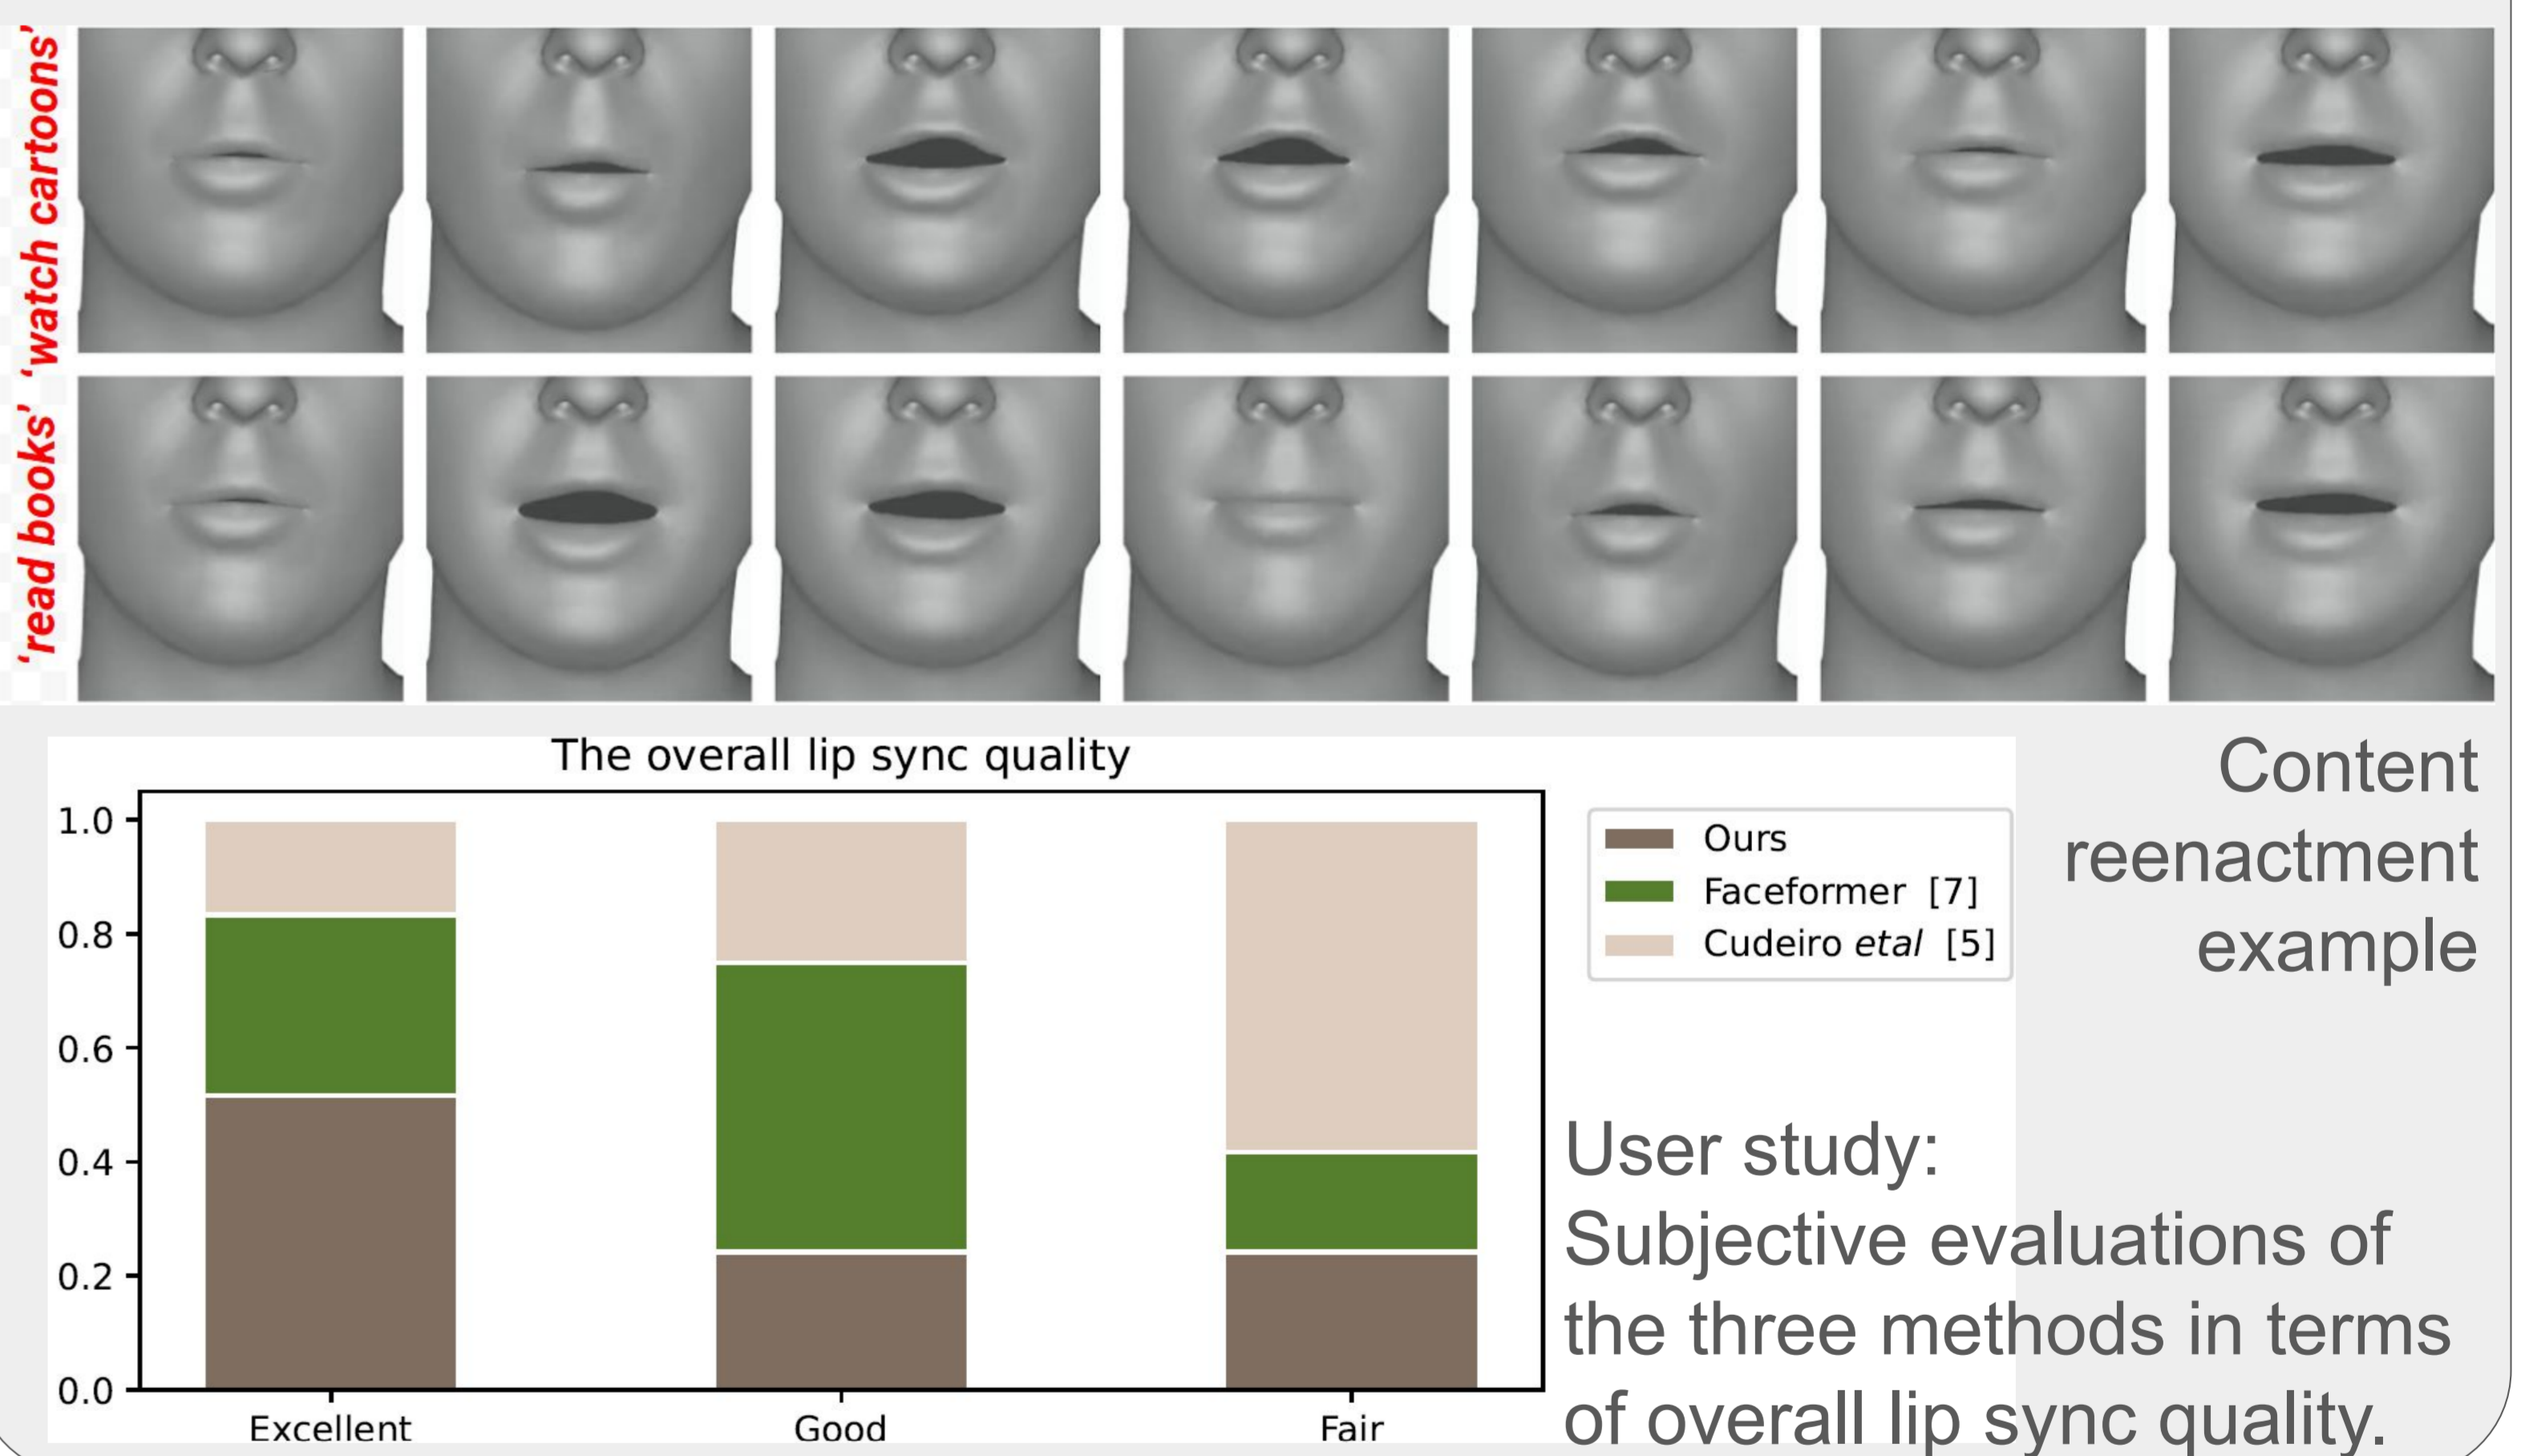 ‘watch cartoons’
‘read books’
The overall lip sync quality
1.0
0.8
0.6
0.4
0.2
0.0
Excellent
Good
Fair
Ours
Faceformer [7]
Cudeiro etal [5]
Content
reenactment
example
User study:
Subjective evaluations of
the three methods in terms
of overall lip sync quality.